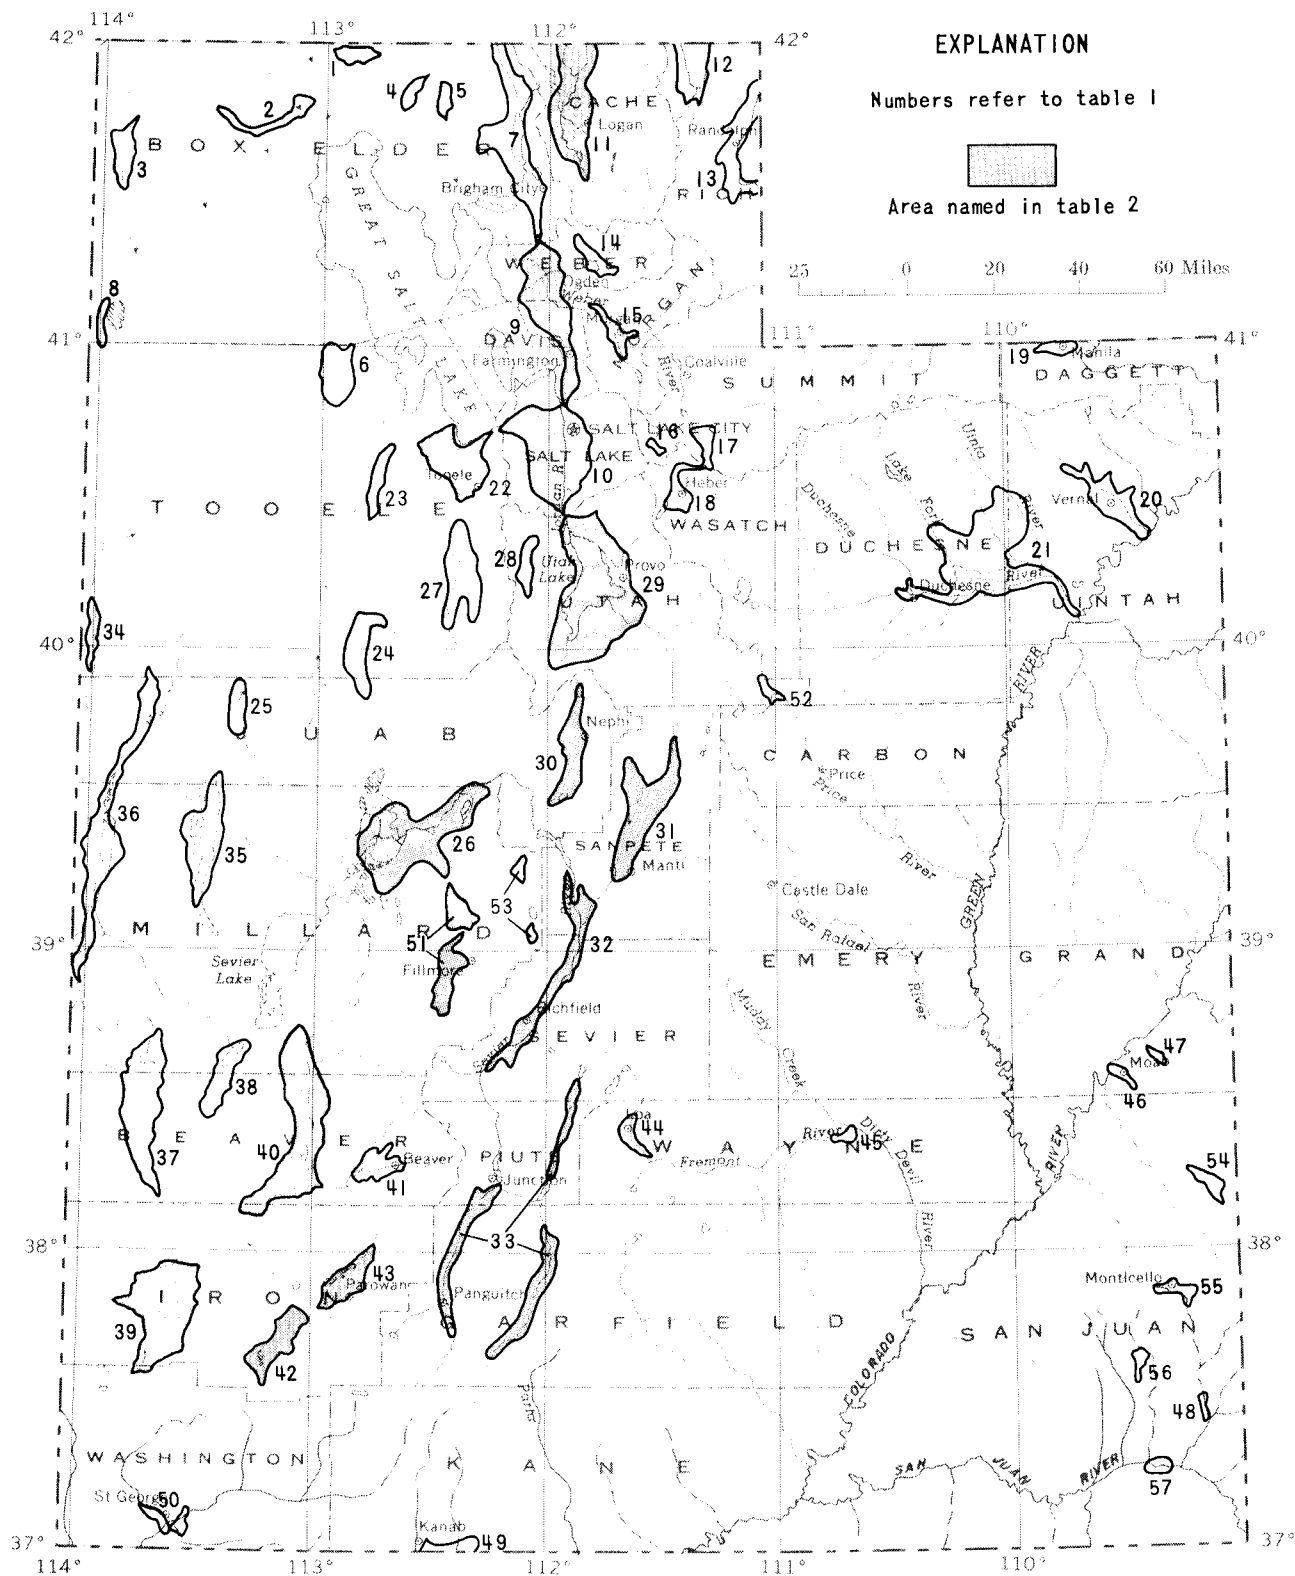 114°
113°
112°
42°
42°
EXPLANATION
Numbers refer to table 1
Area named in table 2
25 0 20 40 60 Miles
2
3
4
5
7
11
12
13
CACHE
Logan
Randolph
RICH
BOX ELDER
Brigham City
GREAT SALT LAKE
14
WEBER
Ogden
Weber
MORGAN
15
8
9
41°
DAVIS
Farmington
Coalville
River
111°
110°
41°
6
SUMMIT
19
Manila
DAGGETT
SALT LAKE CITY
SALT LAKE
16
17
10
Tooele
22
23
Heber
18
WASATCH
TOOELE
Uinta
River
Lake
Fork
Duchesne
River
Vernal
20
DUCHESNE
21
Duchesne
River
UINTAH
27
28
Utah
Lake
Provo
29
UTAH
34
40°
24
40°
25
JUAB
52
RIVER
Nephi
30
CARBON
Price
Price
River
36
35
26
31
SANPETE
Manti
53
Castle Dale
GREEN
San Rafael
River
MILLARD
51
32
39°
39°
Sevier
Lake
Fillmore
EMERY
GRAND
Richfield
SEVIER
Muddy
Creek
47
Moab
46
37
38
40
BEAVER
Beaver
41
PIUTE
Junction
Loa
44
WAYNE
Fremont
River
45
Dirty
Devil
River
RIVER
54
33
38°
38°
43
Parowan
IRON
39
42
Panguitch
GARFIELD
Monticello
55
SAN JUAN
56
48
COLORADO
Paria
WASHINGTON
KANE
SAN JUAN RIVER
57
St George
50
Kanab
49
37°
37°
114°
113°
112°
111°
110°